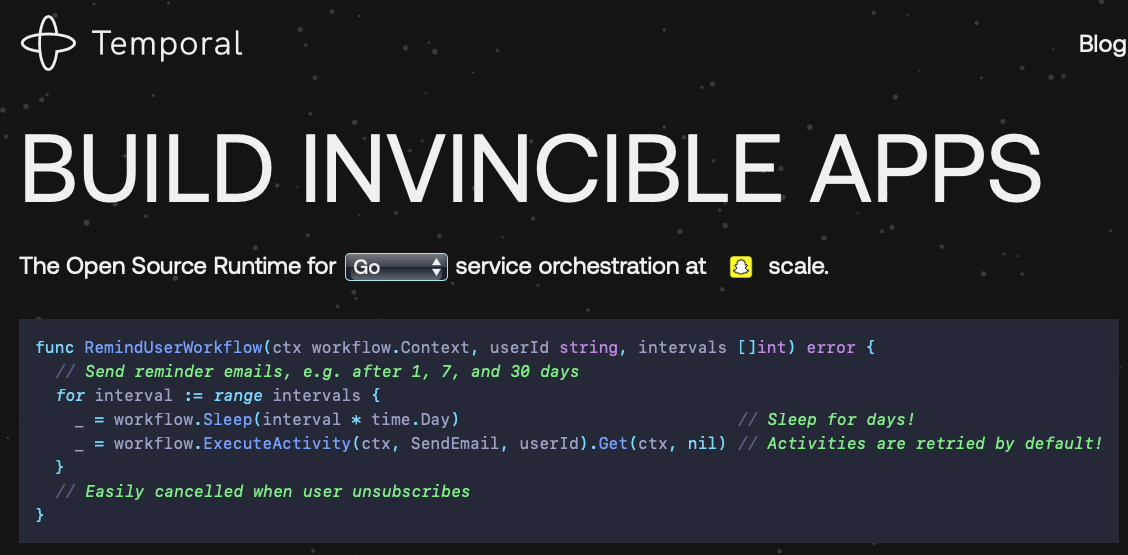 Temporal
Blog
BUILD INVINCIBLE APPS
The Open Source Runtime for Go service orchestration at scale.
func RemindUserWorkflow(ctx workflow.Context, userId string, intervals []int) error {
  // Send reminder emails, e.g. after 1, 7, and 30 days
  for interval := range intervals {
    _ = workflow.Sleep(interval * time.Day)                            // Sleep for days!
    _ = workflow.ExecuteActivity(ctx, SendEmail, userId).Get(ctx, nil) // Activities are retried by default!
  }
  // Easily cancelled when user unsubscribes
}